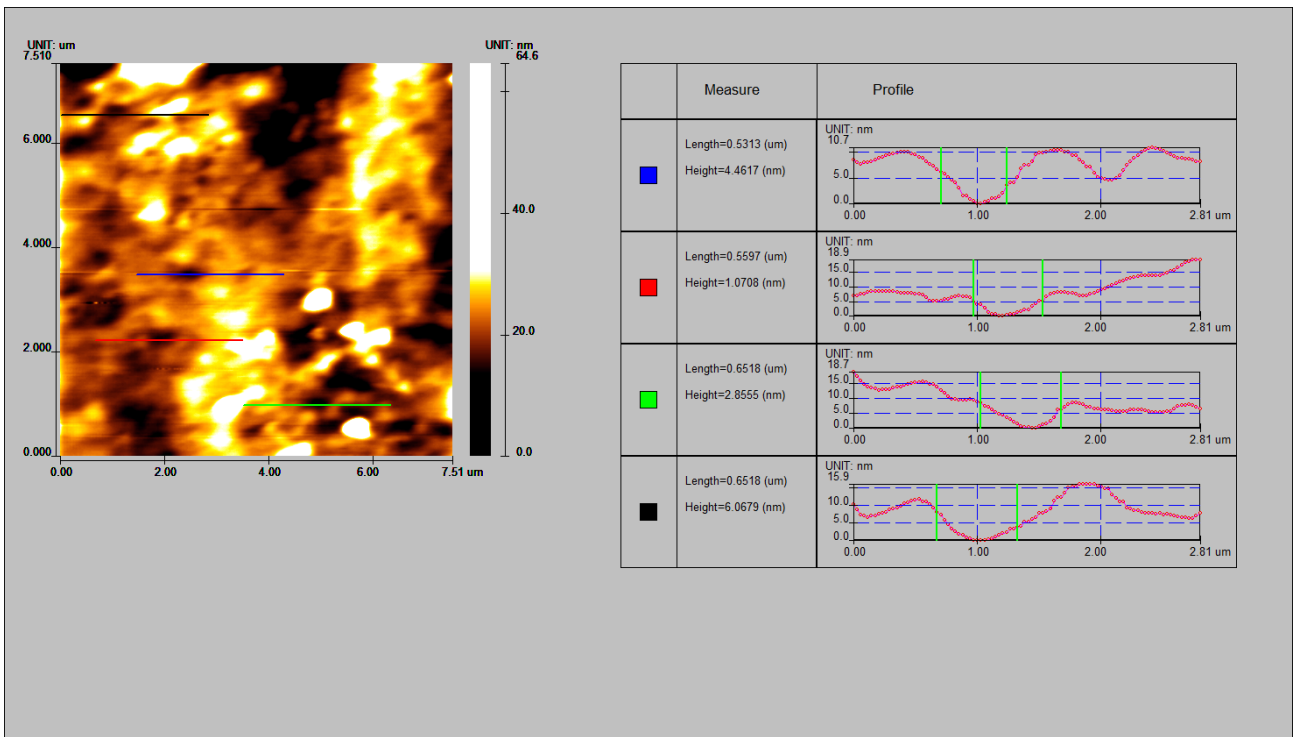 UNIT: um
7.510
6.000
4.000
2.000
0.000
0.00 2.00 4.00 6.00 7.51 um
UNIT: nm
64.6
40.0
20.0
0.0
Measure Profile
Length=0.5313 (um)
Height=4.4617 (nm)
UNIT: nm
10.7
5.0
0.0
0.00 1.00 2.00 2.81 um
Length=0.5597 (um)
Height=1.0708 (nm)
UNIT: nm
18.9
15.0
10.0
5.0
0.0
0.00 1.00 2.00 2.81 um
Length=0.6518 (um)
Height=2.8555 (nm)
UNIT: nm
18.7
15.0
10.0
5.0
0.0
0.00 1.00 2.00 2.81 um
Length=0.6518 (um)
Height=6.0679 (nm)
UNIT: nm
15.9
10.0
5.0
0.0
0.00 1.00 2.00 2.81 um